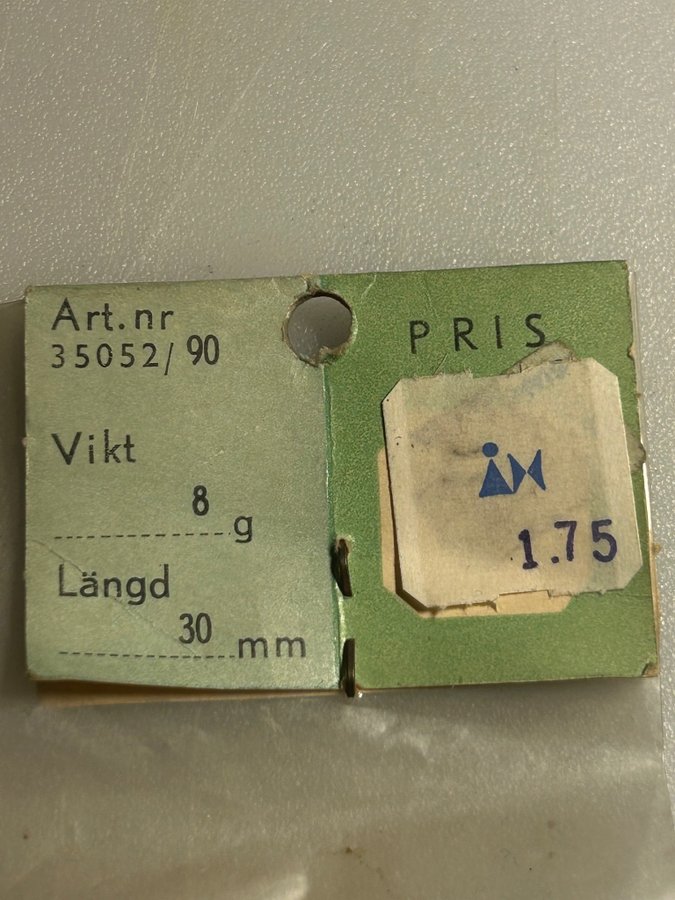 Art.nr
35052/ 90
Vikt
8 g
Längd
30 mm
PRIS
1.75